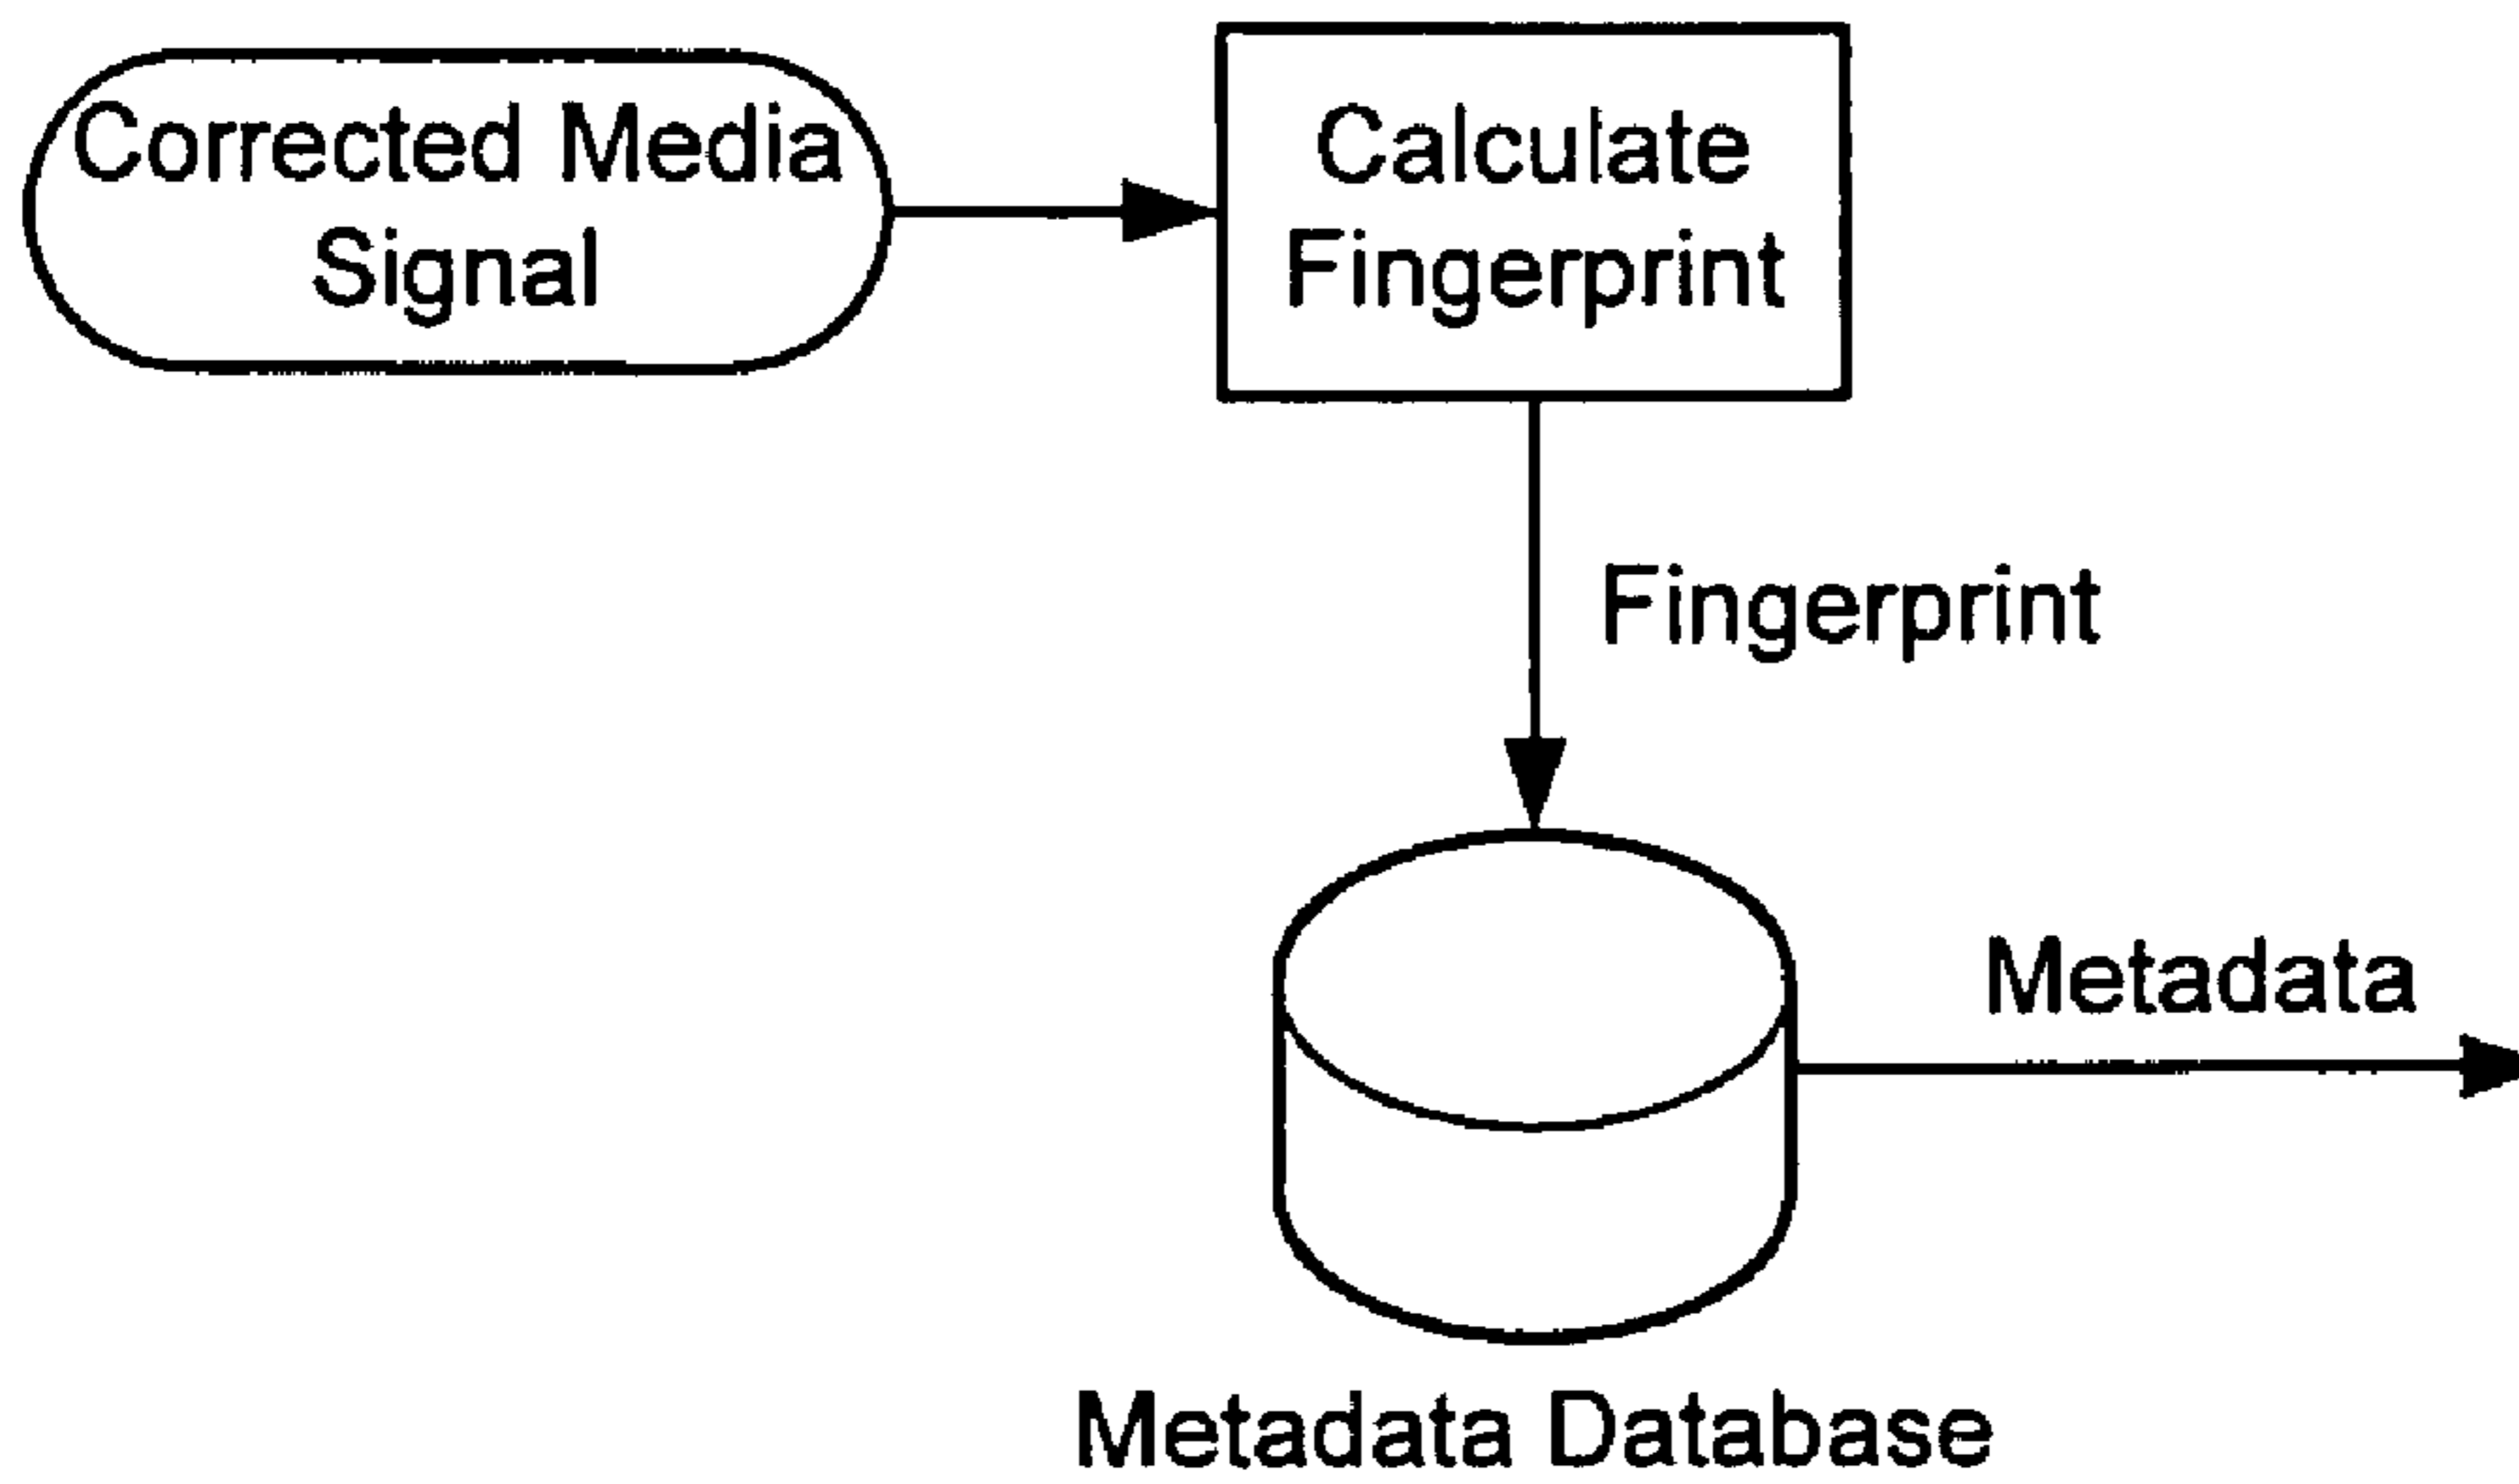 Corrected Media
Signal
Calculate
Fingerprint
Fingerprint
Metadata
Metadata Database